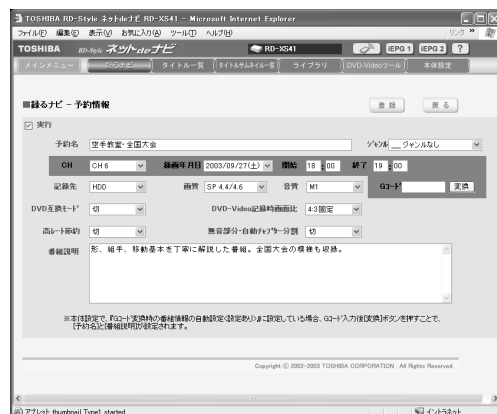 TOSHIBA RD-Style ネットdeナビ RD-XS41 - Microsoft Internet Explorer
ファイル(F) 編集(E) 表示(V) お気に入り(A) ツール(T) ヘルプ(H) リンク »
TOSHIBA RD-Style ネットdeナビ RD-XS41 iEPG 1 iEPG 2 ?
メインメニュー 録るナビ タイトル一覧 タイトルサムネイル一覧 ライブラリ DVD-Videoツール 本体設定
■録るナビ - 予約情報 登録 戻る
実行
予約名 空手教室・全国大会 ジャンル __ジャンルなし
CH CH 6 録画年月日 2003/09/27(土) 開始 18 : 00 終了 19 : 00
記録先 HDD 画質 SP 4.4/4.6 音質 M1 Gコード 変換
DVD互換モード 切 DVD-Video記録時画面比 4:3固定
高レート節約 切 無音部分・自動チャプター分割 切
番組説明 形、組手、移動基本を丁寧に解説した番組。全国大会の模様も収録。
※本体設定で、『Gコード変換時の番組情報の自動設定<設定あり>』に設定している場合、Gコード入力後[変換]ボタンを押すことで、
[予約名]と[番組説明]が設定されます。
Copyright © 2002-2003 TOSHIBA CORPORATION , All Rights Reserved.
アプレット thumbnail Type1 started イントラネット